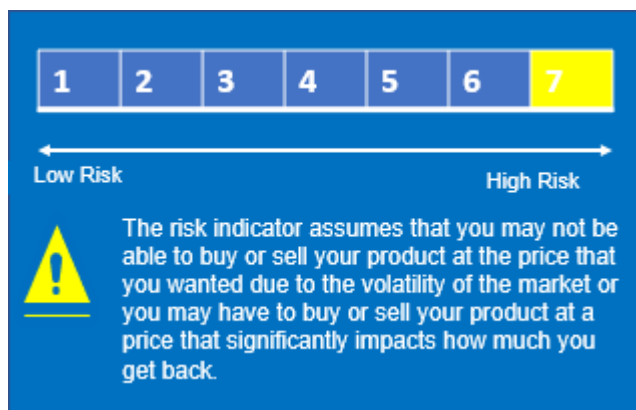 1 2 3 4 5 6 7
Low Risk High Risk
The risk indicator assumes that you may not be
able to buy or sell your product at the price that
you wanted due to the volatility of the market or
you may have to buy or sell your product at a
price that significantly impacts how much you
get back.